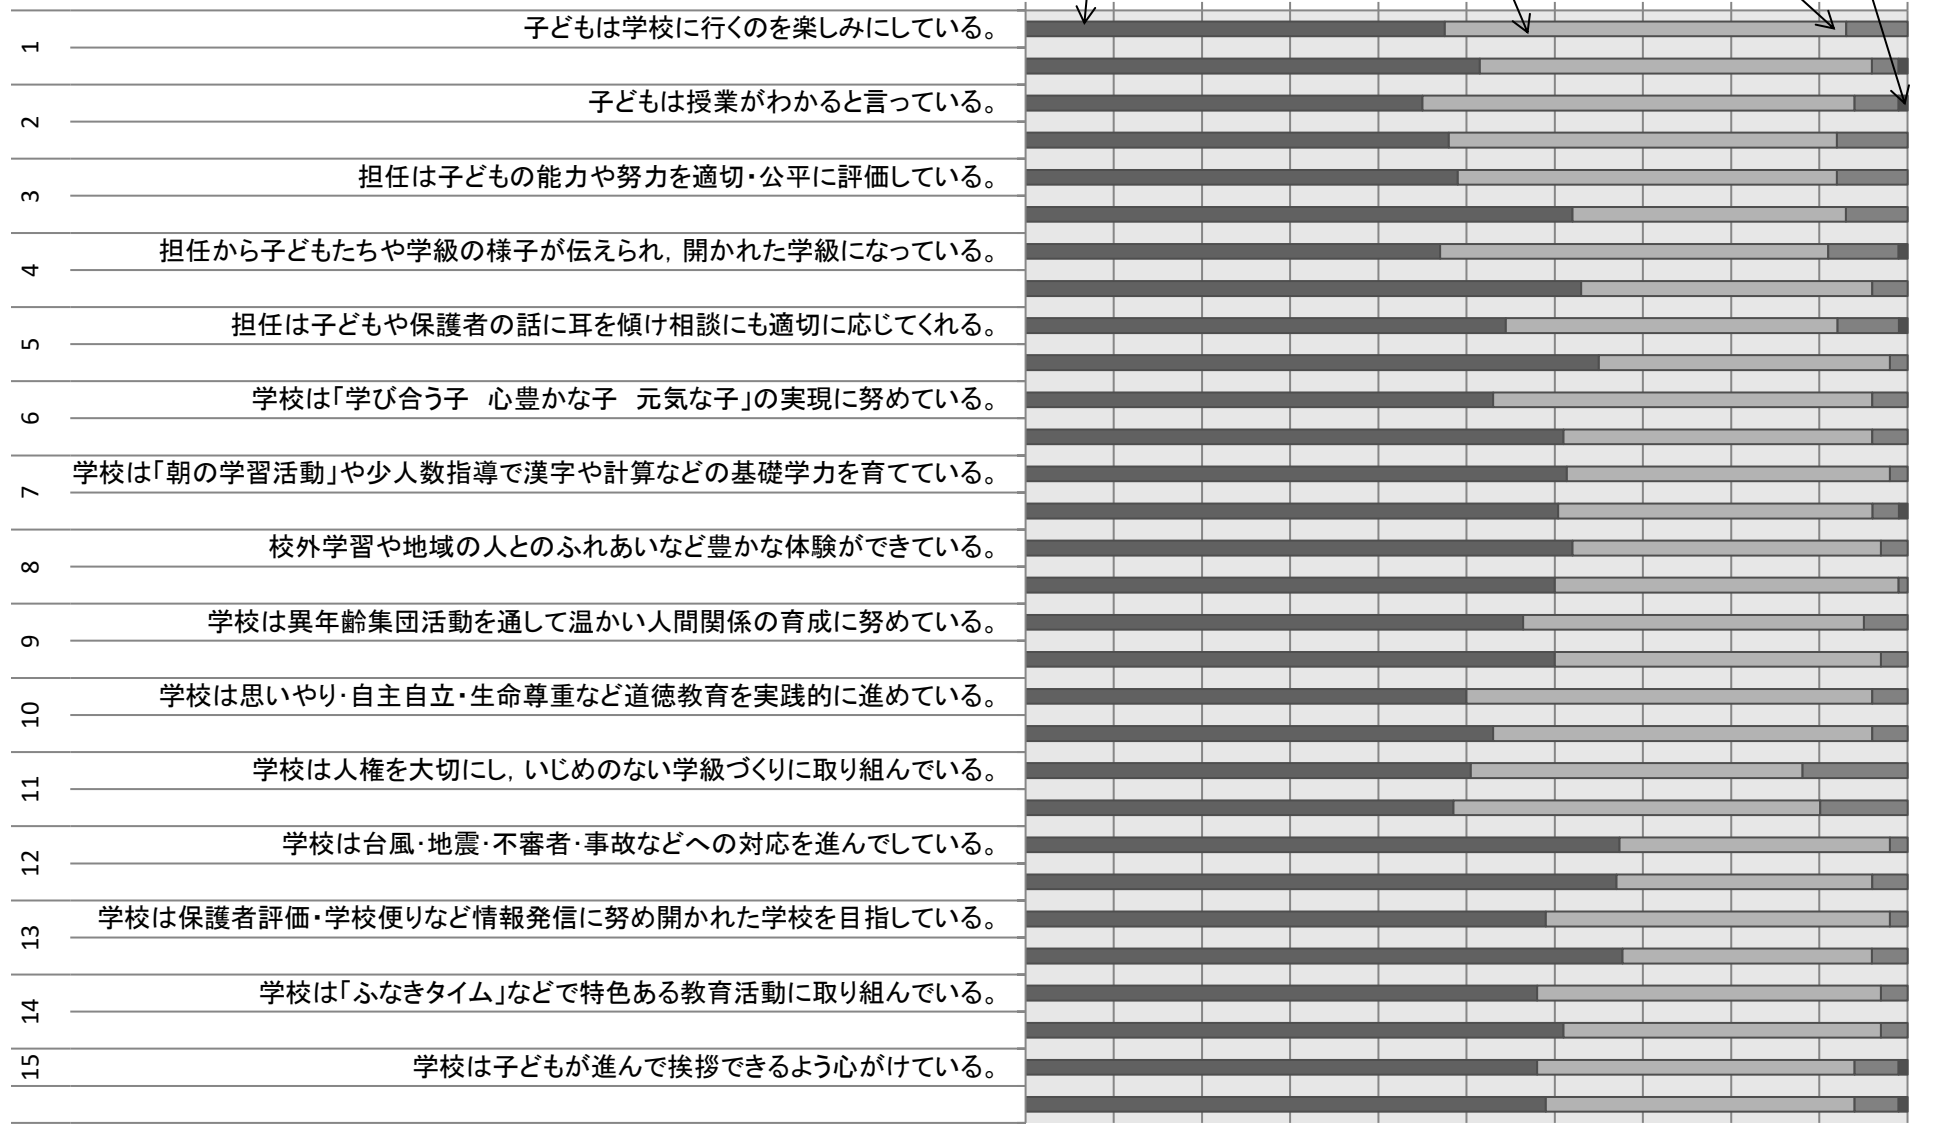 1 子どもは学校に行くのを楽しみにしている。
2 子どもは授業がわかると言っている。
3 担任は子どもの能力や努力を適切・公平に評価している。
4 担任から子どもたちや学級の様子が伝えられ，開かれた学級になっている。
5 担任は子どもや保護者の話に耳を傾け相談にも適切に応じてくれる。
6 学校は「学び合う子　心豊かな子　元気な子」の実現に努めている。
7 学校は「朝の学習活動」や少人数指導で漢字や計算などの基礎学力を育てている。
8 校外学習や地域の人とのふれあいなど豊かな体験ができている。
9 学校は異年齢集団活動を通して温かい人間関係の育成に努めている。
10 学校は思いやり・自主自立・生命尊重など道徳教育を実践的に進めている。
11 学校は人権を大切にし，いじめのない学級づくりに取り組んでいる。
12 学校は台風・地震・不審者・事故などへの対応を進んでしている。
13 学校は保護者評価・学校便りなど情報発信に努め開かれた学校を目指している。
14 学校は「ふなきタイム」などで特色ある教育活動に取り組んでいる。
15 学校は子どもが進んで挨拶できるよう心がけている。